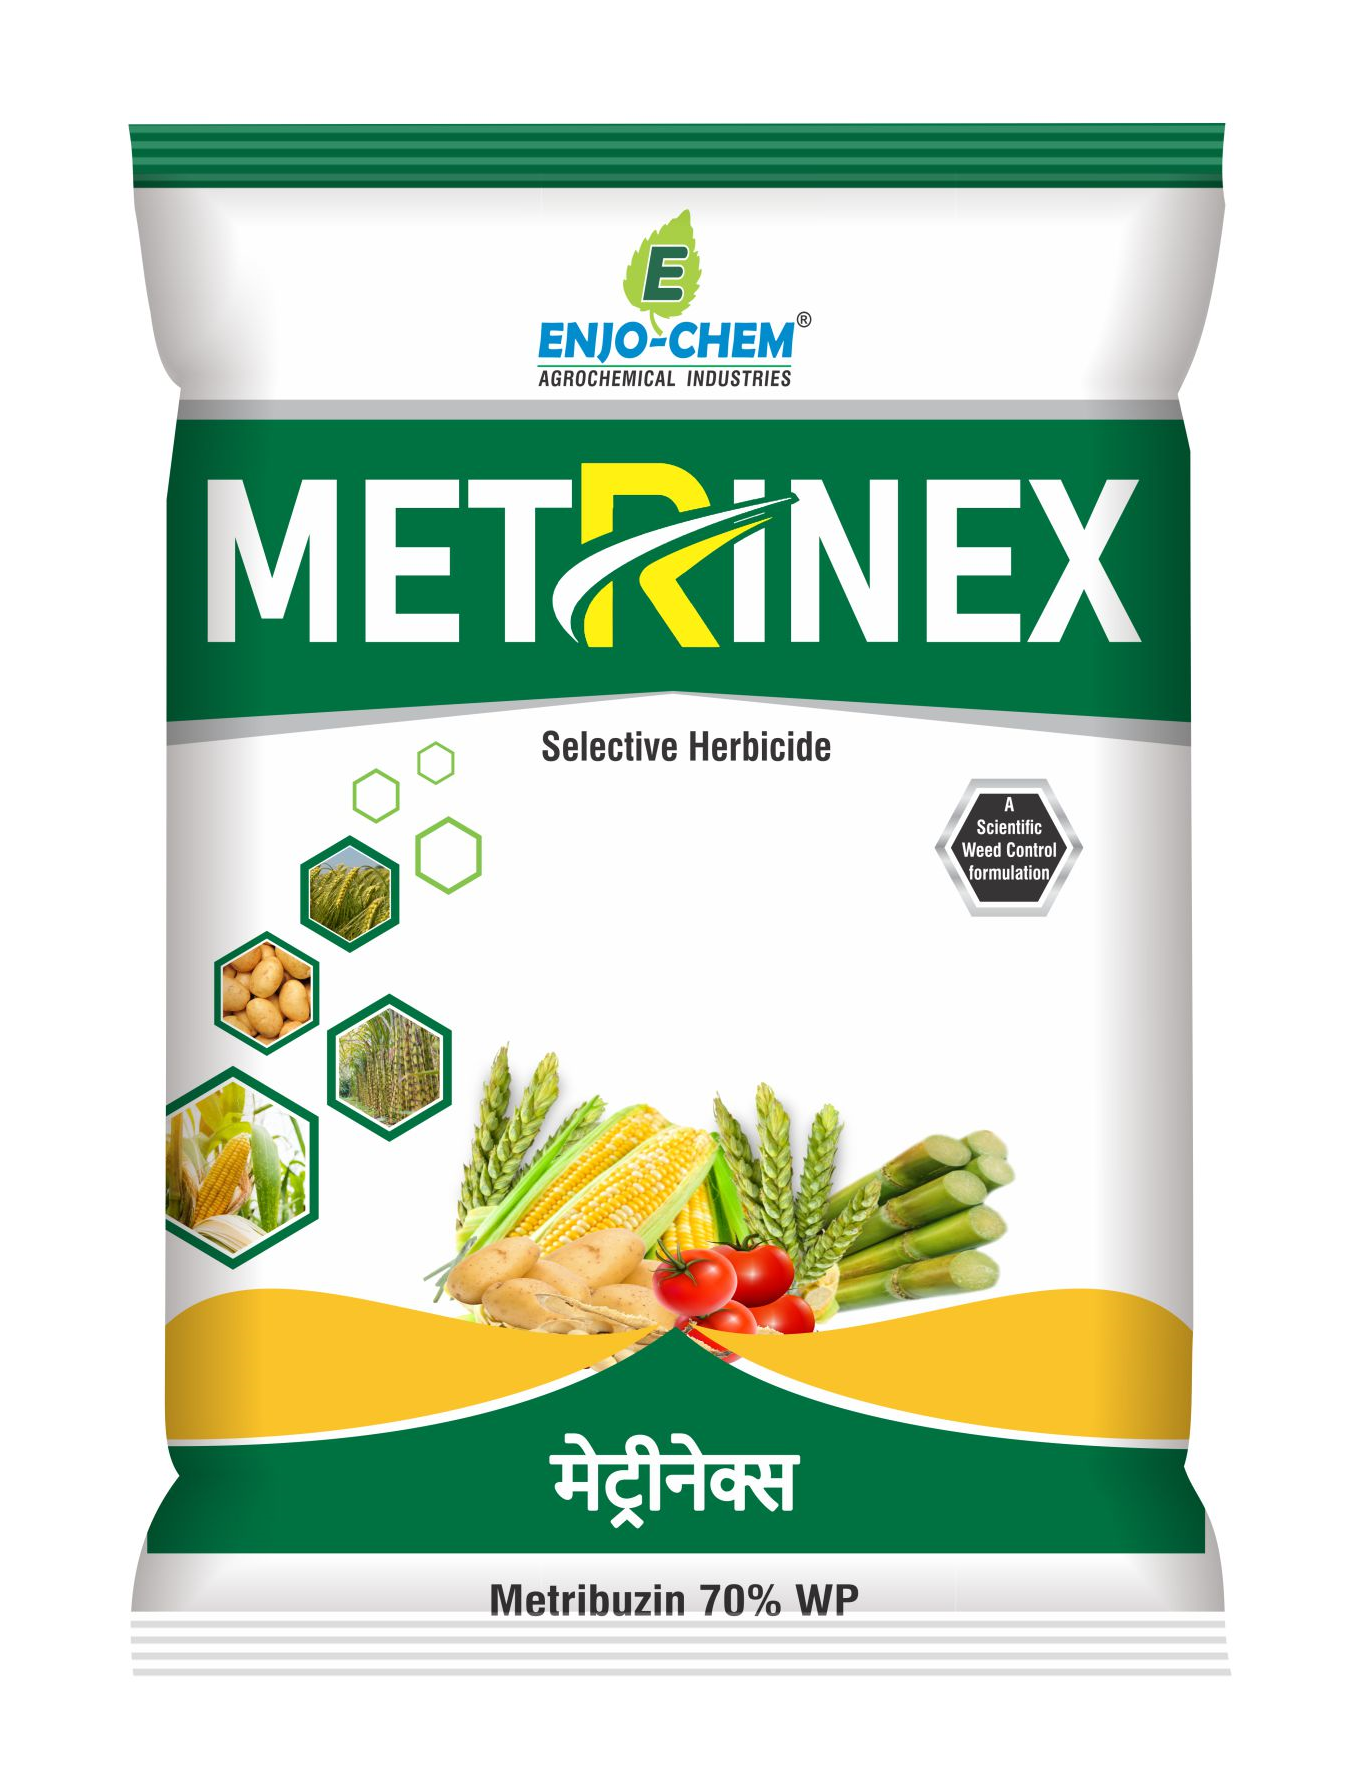 E
ENJO-CHEM®
AGROCHEMICAL INDUSTRIES
METRiNEX
Selective Herbicide
A
Scientific
Weed Control
formulation
मेट्रीनेक्स
Metribuzin 70% WP